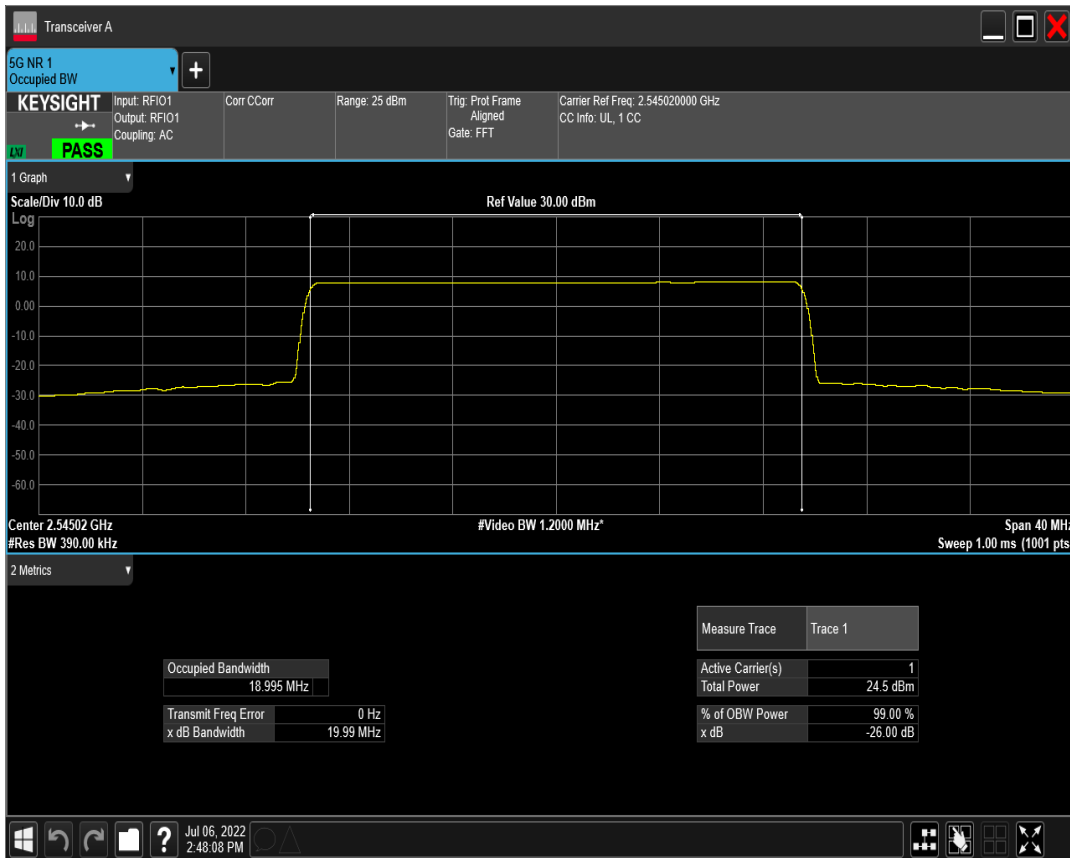 Transceiver A
5G NR 1
Occupied BW
+
KEYSIGHT
LXI
PASS
Input: RFIO1
Output: RFIO1
Coupling: AC
Corr CCorr
Range: 25 dBm
Trig: Prot Frame
Aligned
Gate: FFT
Carrier Ref Freq: 2.545020000 GHz
CC Info: UL, 1 CC
1 Graph
Scale/Div 10.0 dB
Ref Value 30.00 dBm
Log
20.0
10.0
0.00
-10.0
-20.0
-30.0
-40.0
-50.0
-60.0
Center 2.54502 GHz
#Video BW 1.2000 MHz*
Span 40 MHz
#Res BW 390.00 kHz
Sweep 1.00 ms (1001 pts
2 Metrics
Measure Trace Trace 1
Occupied Bandwidth
18.995 MHz
Active Carrier(s) 1
Total Power 24.5 dBm
Transmit Freq Error 0 Hz
x dB Bandwidth 19.99 MHz
% of OBW Power 99.00 %
x dB -26.00 dB
?
Jul 06, 2022
2:48:08 PM